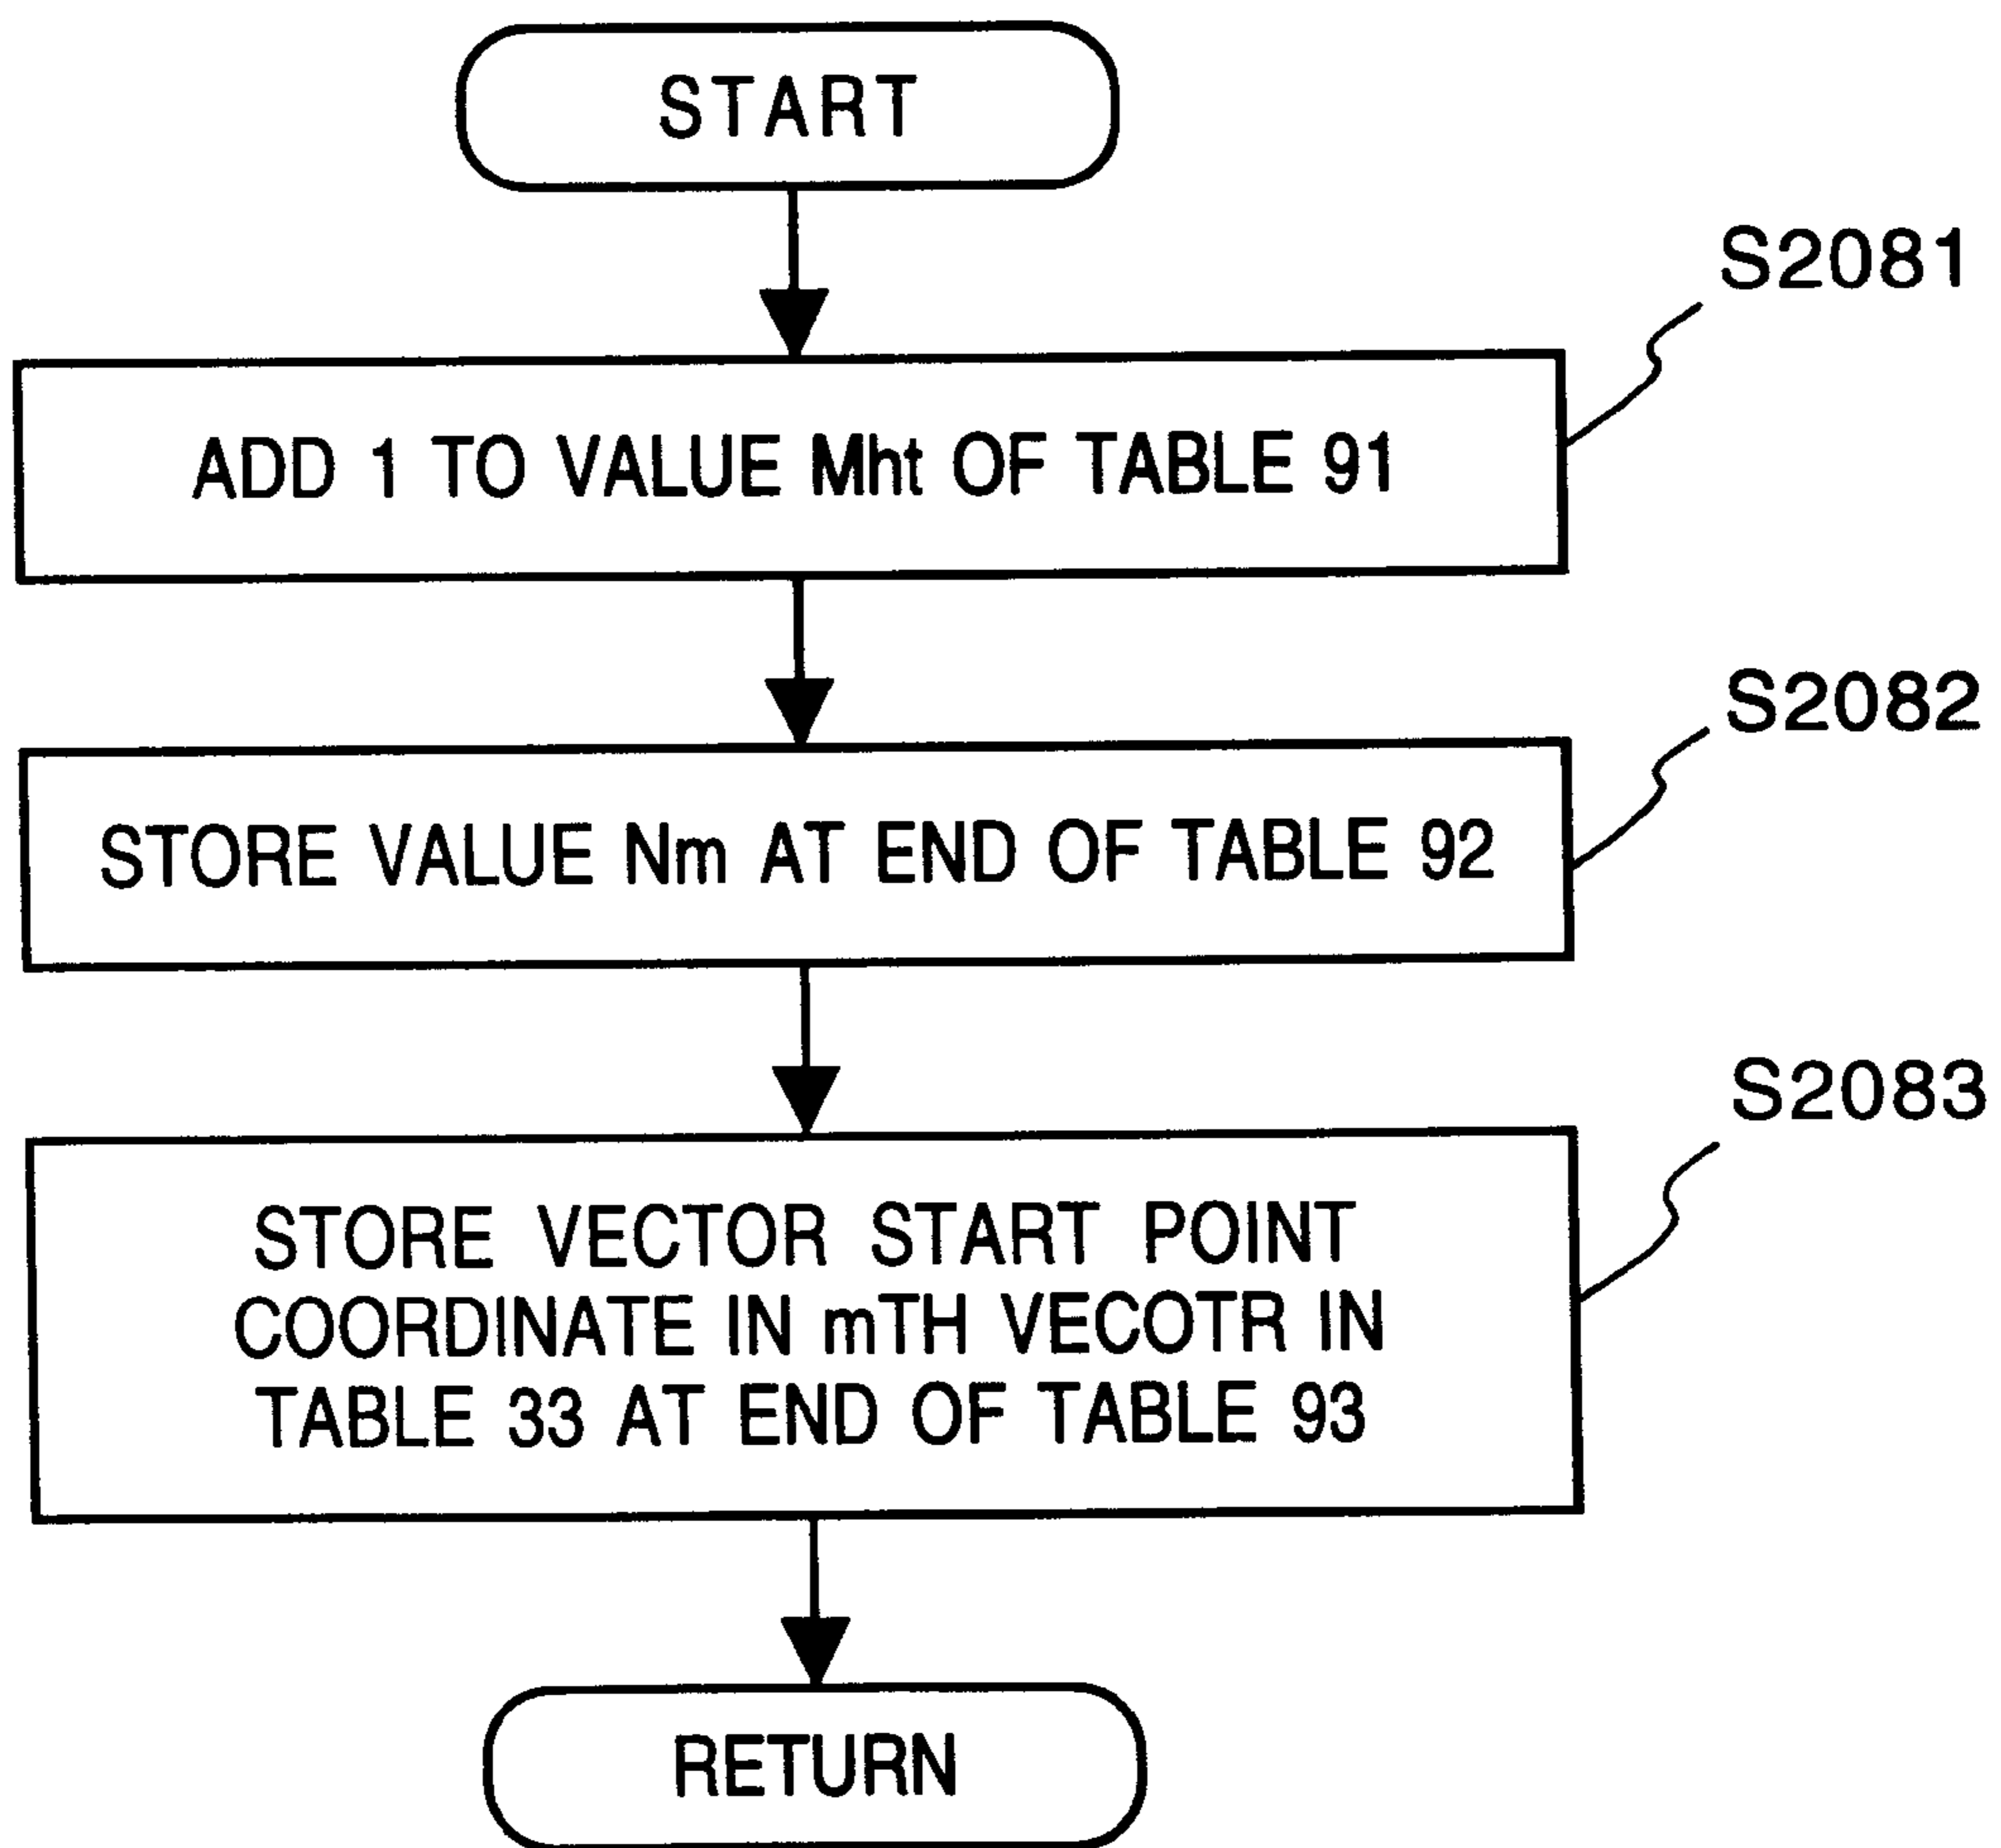 START
S2081
ADD 1 TO VALUE Mht OF TABLE 91
S2082
STORE VALUE Nm AT END OF TABLE 92
S2083
STORE VECTOR START POINT
COORDINATE IN mTH VECOTR IN
TABLE 33 AT END OF TABLE 93
RETURN